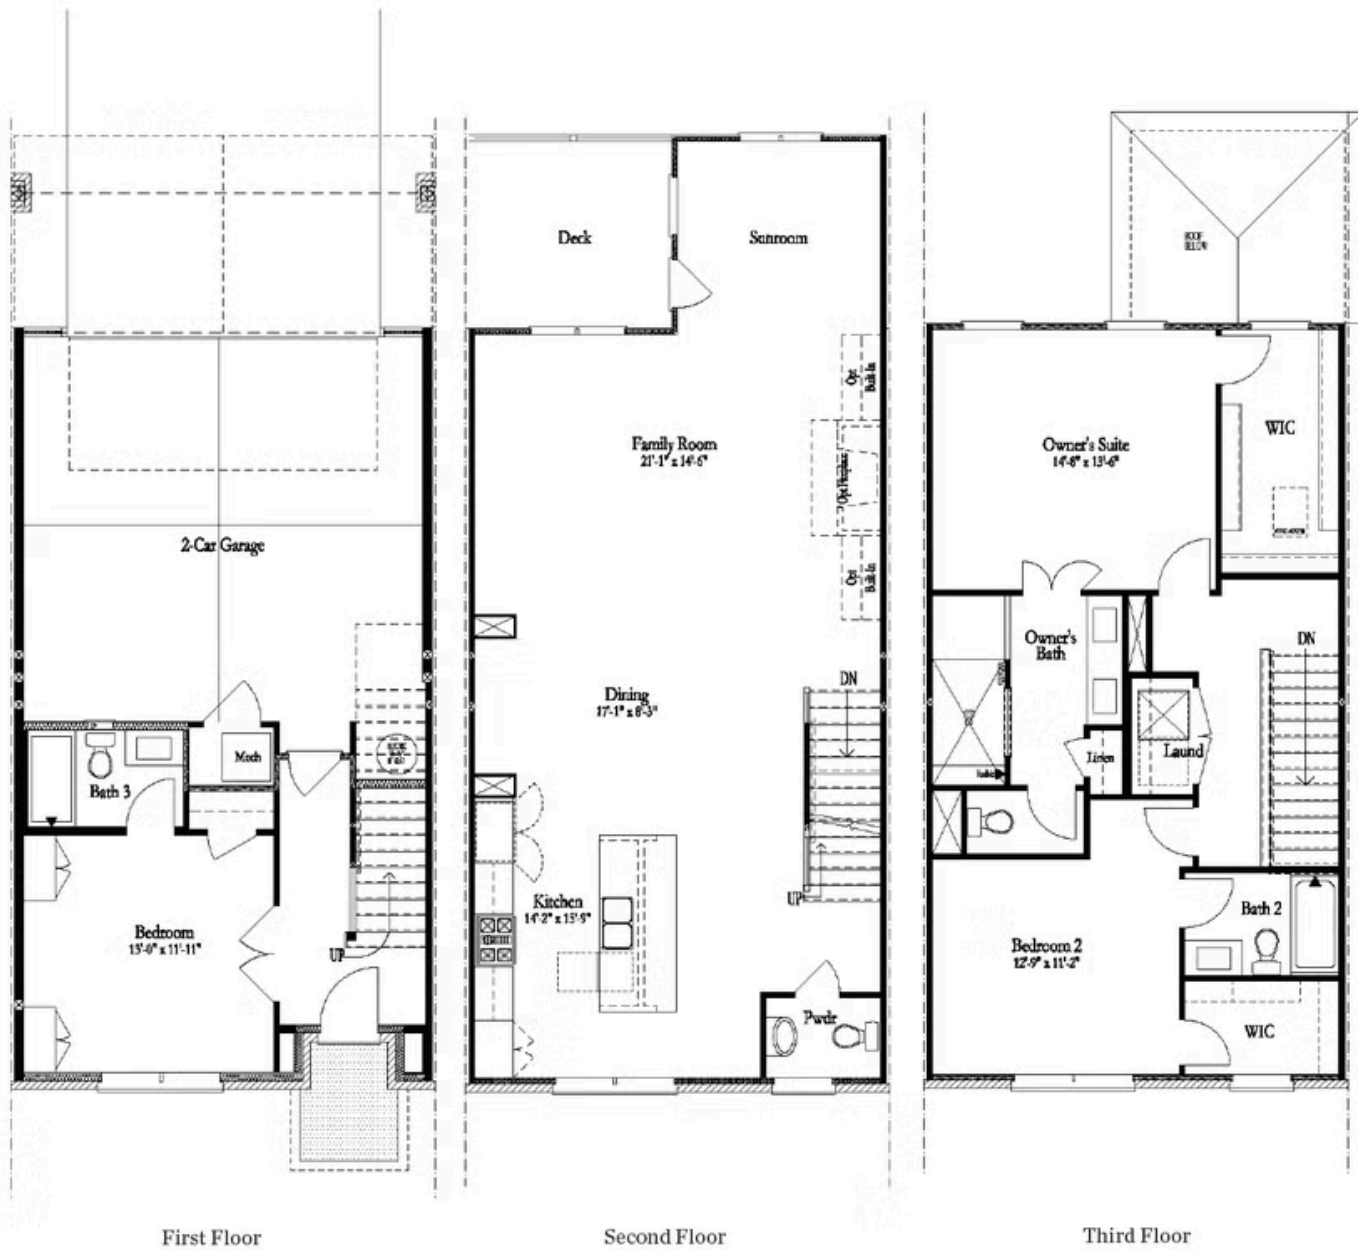 Deck
Sunroom
ROOF
BELOW
Opt
Built-In
Family Room
21'-1" x 14'-6"
Opt Fireplace
Opt
Built-In
Owner's Suite
14'-8" x 13'-6"
WIC
2-Car Garage
Owner's
Bath
DN
Dining
17'-1" x 8'-3"
DN
Mech
Laund
Linen
Bath 3
Kitchen
14'-2" x 15'-9"
UP
Bedroom
13'-0" x 11'-11"
UP
Bedroom 2
12'-9" x 11'-2"
Bath 2
Pwdr
WIC
First Floor
Second Floor
Third Floor